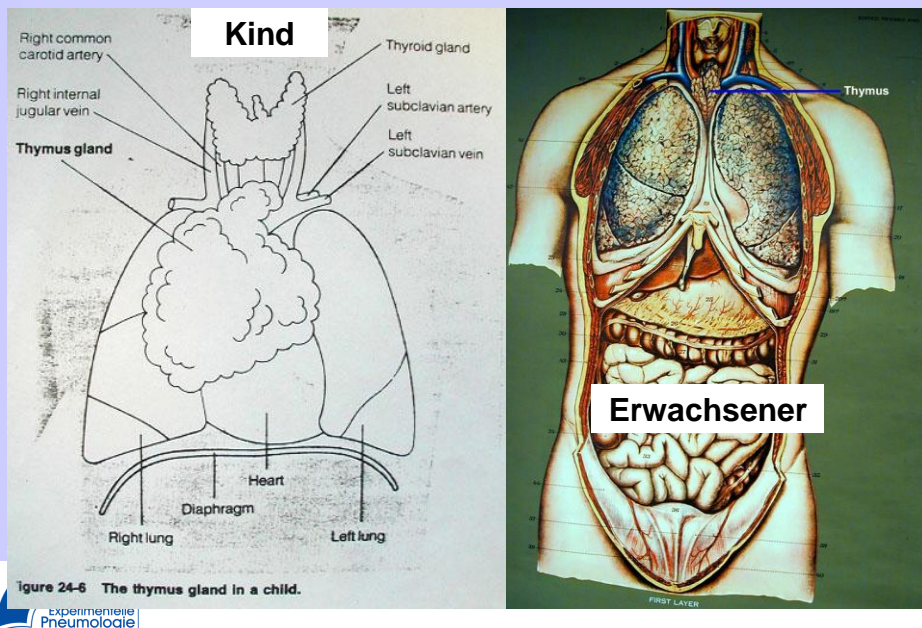 Kind
Right common
carotid artery
Right internal
jugular vein
Thymus gland
Thyroid gland
Left
subclavian artery
Left
subclavian vein
Heart
Diaphragm
Right lung
Left lung
igure 24-6 The thymus gland in a child.
Thymus
Erwachsener
FIRST LAYER
Experimentelle
Pneumologie